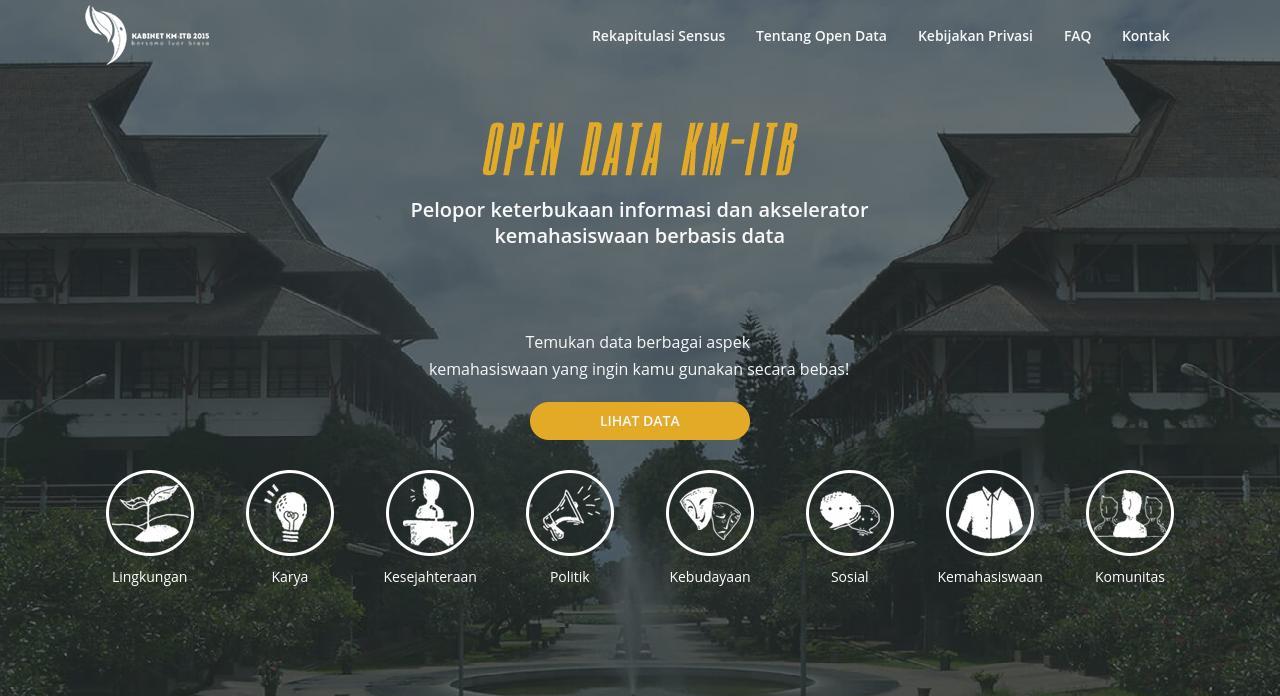 KABINET KM-ITB 2015
bersama luar biasa
Rekapitulasi Sensus
Tentang Open Data
Kebijakan Privasi
FAQ
Kontak
OPEN DATA KM-ITB
Pelopor keterbukaan informasi dan akselerator
kemahasiswaan berbasis data
Temukan data berbagai aspek
kemahasiswaan yang ingin kamu gunakan secara bebas!
LIHAT DATA
Lingkungan
Karya
Kesejahteraan
Politik
Kebudayaan
Sosial
Kemahasiswaan
Komunitas